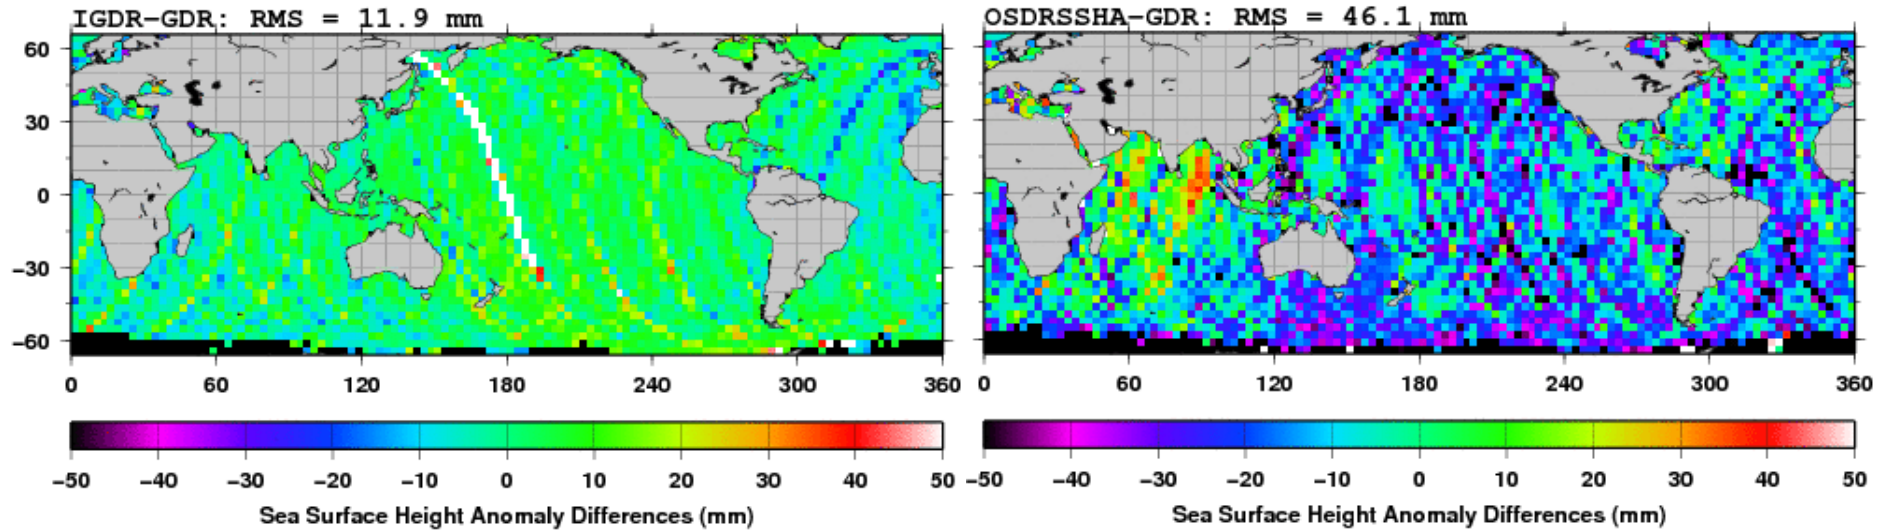 IGDR-GDR: RMS = 11.9 mm
60
30
0
−30
−60
0 60 120 180 240 300 360
−50 −40 −30 −20 −10 0 10 20 30 40 50
Sea Surface Height Anomaly Differences (mm)
OSDRSSHA-GDR: RMS = 46.1 mm
0 60 120 180 240 300 360
−50 −40 −30 −20 −10 0 10 20 30 40 50
Sea Surface Height Anomaly Differences (mm)